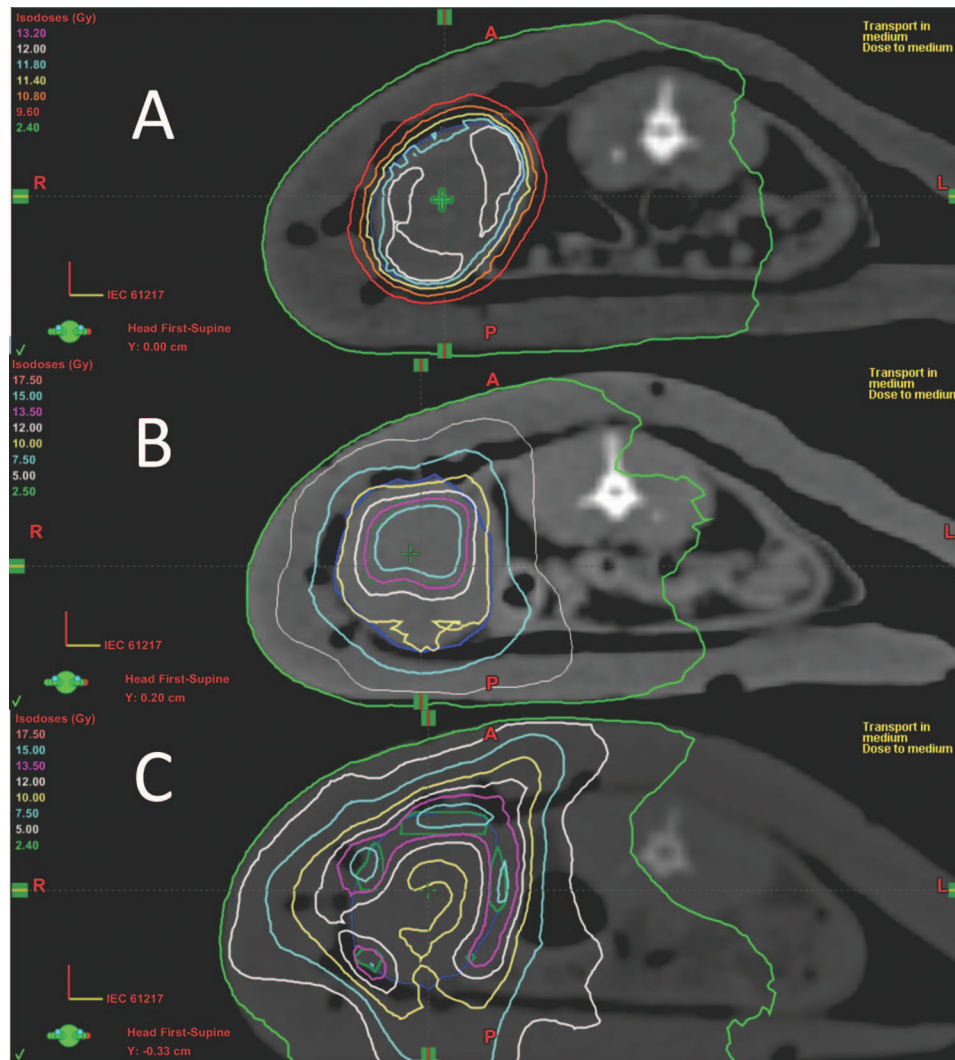 Isodoses (Gy)
13.20
12.00
11.80
11.40
10.80
9.60
2.40
A
A
Transport in
medium
Dose to medium
R
L
IEC 61217
P
Head First-Supine
Y: 0.00 cm
Isodoses (Gy)
17.50
15.00
13.50
12.00
10.00
7.50
5.00
2.50
B
A
Transport in
medium
Dose to medium
R
L
IEC 61217
P
Head First-Supine
Y: 0.20 cm
Isodoses (Gy)
17.50
15.00
13.50
12.00
10.00
7.50
5.00
2.40
C
A
Transport in
medium
Dose to medium
R
L
IEC 61217
P
Head First-Supine
Y: -0.33 cm